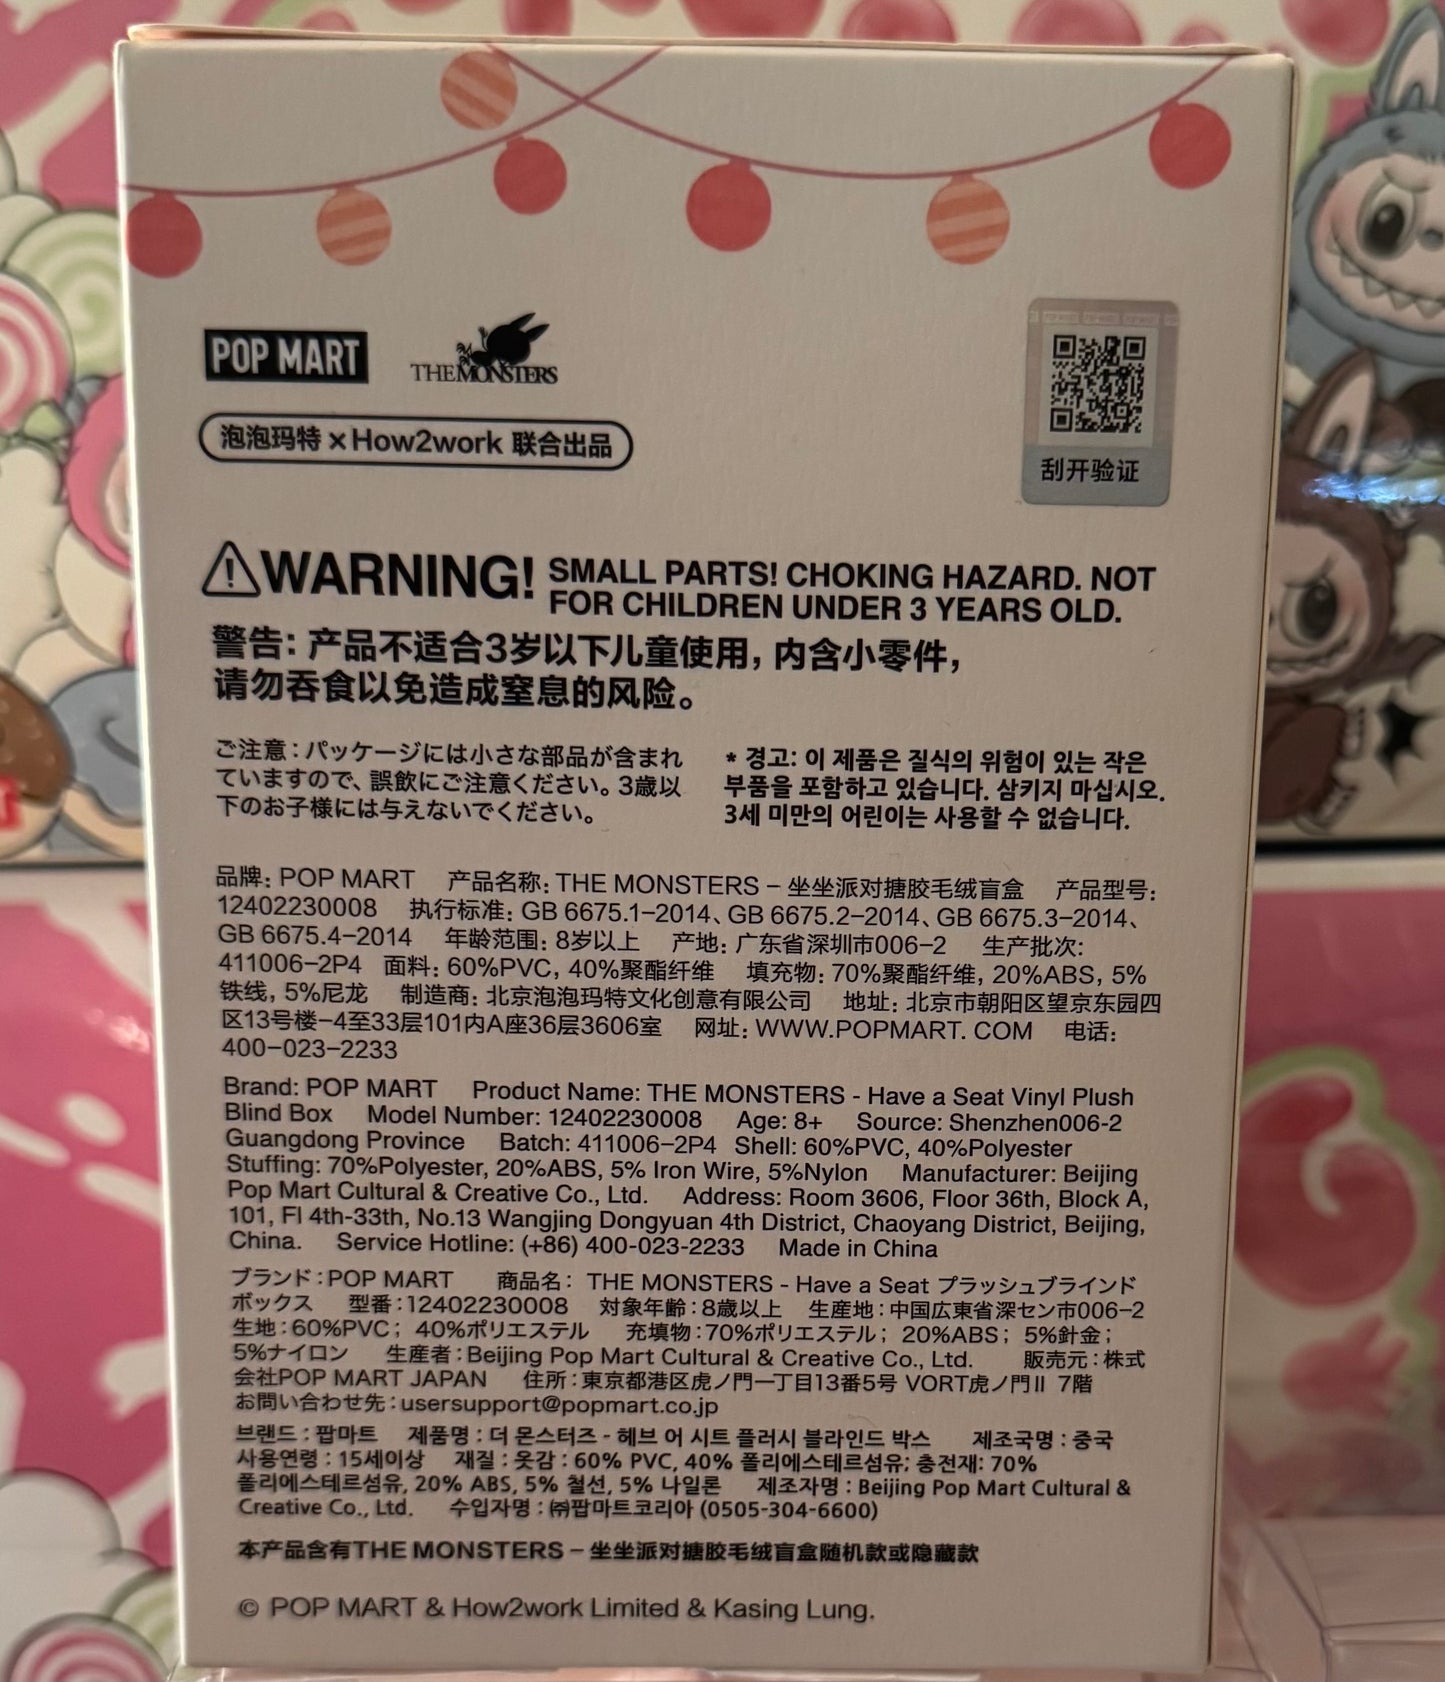 POP MART
THE MONSTERS
泡泡玛特×How2work 联合出品
刮开验证
WARNING! SMALL PARTS! CHOKING HAZARD. NOT
FOR CHILDREN UNDER 3 YEARS OLD.
警告：产品不适合3岁以下儿童使用，内含小零件，
请勿吞食以免造成窒息的风险。
ご注意：パッケージには小さな部品が含まれ
ていますので、誤飲にご注意ください。3歳以
下のお子様には与えないでください。
* 경고: 이 제품은 질식의 위험이 있는 작은
부품을 포함하고 있습니다. 삼키지 마십시오.
3세 미만의 어린이는 사용할 수 없습니다.
品牌：POP MART 产品名称：THE MONSTERS – 坐坐派对搪胶毛绒盲盒 产品型号：
12402230008 执行标准：GB 6675.1–2014、GB 6675.2–2014、GB 6675.3–2014、
GB 6675.4–2014 年龄范围：8岁以上 产地：广东省深圳市006–2 生产批次：
411006–2P4 面料：60%PVC，40%聚酯纤维 填充物：70%聚酯纤维，20%ABS，5%
铁线，5%尼龙 制造商：北京泡泡玛特文化创意有限公司 地址：北京市朝阳区望京东园四
区13号楼–4至33层101内A座36层3606室 网址：WWW.POPMART. COM 电话：
400–023–2233
Brand: POP MART Product Name: THE MONSTERS - Have a Seat Vinyl Plush
Blind Box Model Number: 12402230008 Age: 8+ Source: Shenzhen006-2
Guangdong Province Batch: 411006–2P4 Shell: 60%PVC, 40%Polyester
Stuffing: 70%Polyester, 20%ABS, 5% Iron Wire, 5%Nylon Manufacturer: Beijing
Pop Mart Cultural & Creative Co., Ltd. Address: Room 3606, Floor 36th, Block A,
101, Fl 4th-33th, No.13 Wangjing Dongyuan 4th District, Chaoyang District, Beijing,
China. Service Hotline: (+86) 400-023-2233 Made in China
ブランド：POP MART 商品名： THE MONSTERS - Have a Seat プラッシュブラインド
ボックス 型番：12402230008 対象年齢：8歳以上 生産地：中国広東省深セン市006–2
生地：60%PVC； 40%ポリエステル 充填物：70%ポリエステル； 20%ABS； 5%針金；
5%ナイロン 生産者：Beijing Pop Mart Cultural & Creative Co., Ltd. 販売元：株式
会社POP MART JAPAN 住所：東京都港区虎ノ門一丁目13番5号 VORT虎ノ門Ⅱ 7階
お問い合わせ先：usersupport@popmart.co.jp
브랜드 : 팝마트 제품명 : 더 몬스터즈 - 헤브 어 시트 플러시 블라인드 박스 제조국명 : 중국
사용연령 : 15세이상 재질 : 옷감 : 60% PVC, 40% 폴리에스테르섬유; 충전재: 70%
폴리에스테르섬유, 20% ABS, 5% 철선, 5% 나일론 제조자명 : Beijing Pop Mart Cultural &
Creative Co., Ltd. 수입자명 : ㈜팝마트코리아 (0505-304-6600)
本产品含有THE MONSTERS – 坐坐派对搪胶毛绒盲盒随机款或隐藏款
© POP MART & How2work Limited & Kasing Lung.